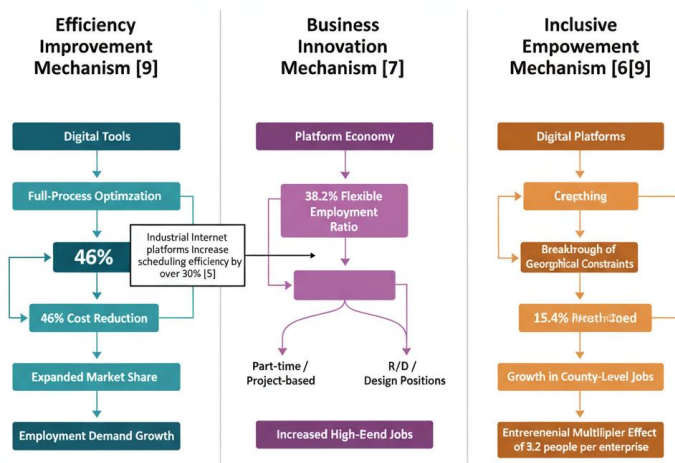 Efficiency
Improvement
Mechanism [9]
Digital Tools
Full-Process Optimzation
46%
46% Cost Reduction
Expanded Market Share
Employment Demand Growth
Industrial Internet
platforms Increase
scheduling efficiency by
over 30% [5]
Business
Innovation
Mechanism [7]
Platform Economy
38.2% Flexible
Employment
Ratio
Part-time /
Project-based
R/D /
Design Positions
Increased High-Eend Jobs
Inclusive
Empowement
Mechanism [6[9]
Digital Platforms
of
Constraints
15.4%
Growth in County-Level Jobs
Entrerenenial Multilipier Effect
of 3.2 people per enterprise